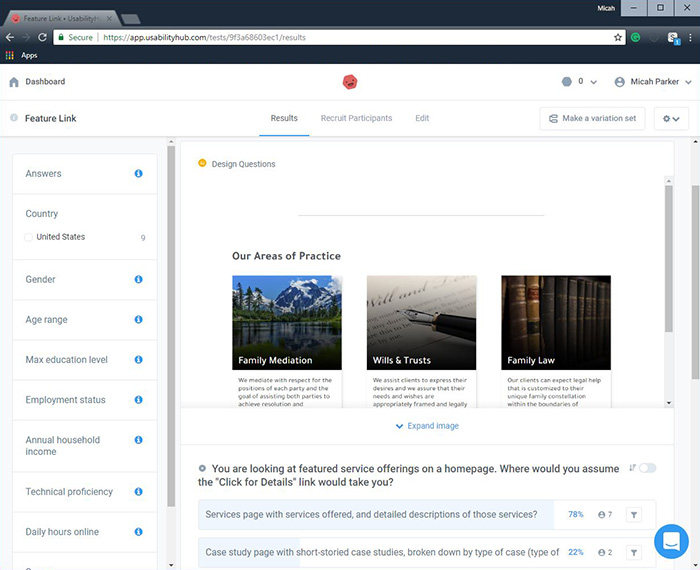 Micah
Feature Link • UsabilityHu
Secure
https://app.usabilityhub.com/tests/9f3a68603ec1/results
Apps
Dashboard
0
Micah Parker
Feature Link
Results
Recruit Participants
Edit
Make a variation set
Answers
Country
United States
9
Gender
Age range
Max education level
Employment status
Annual household
income
Technical proficiency
Daily hours online
Design Questions
Our Areas of Practice
Family Mediation
We mediate with respect for the
positions of each party and the
goal of assisting both parties to
achieve resolution and
Wills & Trusts
We assist clients to express their
desires and we assure that their
needs and wishes are
appropriately framed and legally
Family Law
Our clients can expect legal help
that is customized to their
unique family constellation
within the boundaries of
Expand image
You are looking at featured service offerings on a homepage. Where would you assume
the "Click for Details" link would take you?
Services page with services offered, and detailed descriptions of those services?
78%
7
Case study page with short-storied case studies, broken down by type of case (type of
22%
2